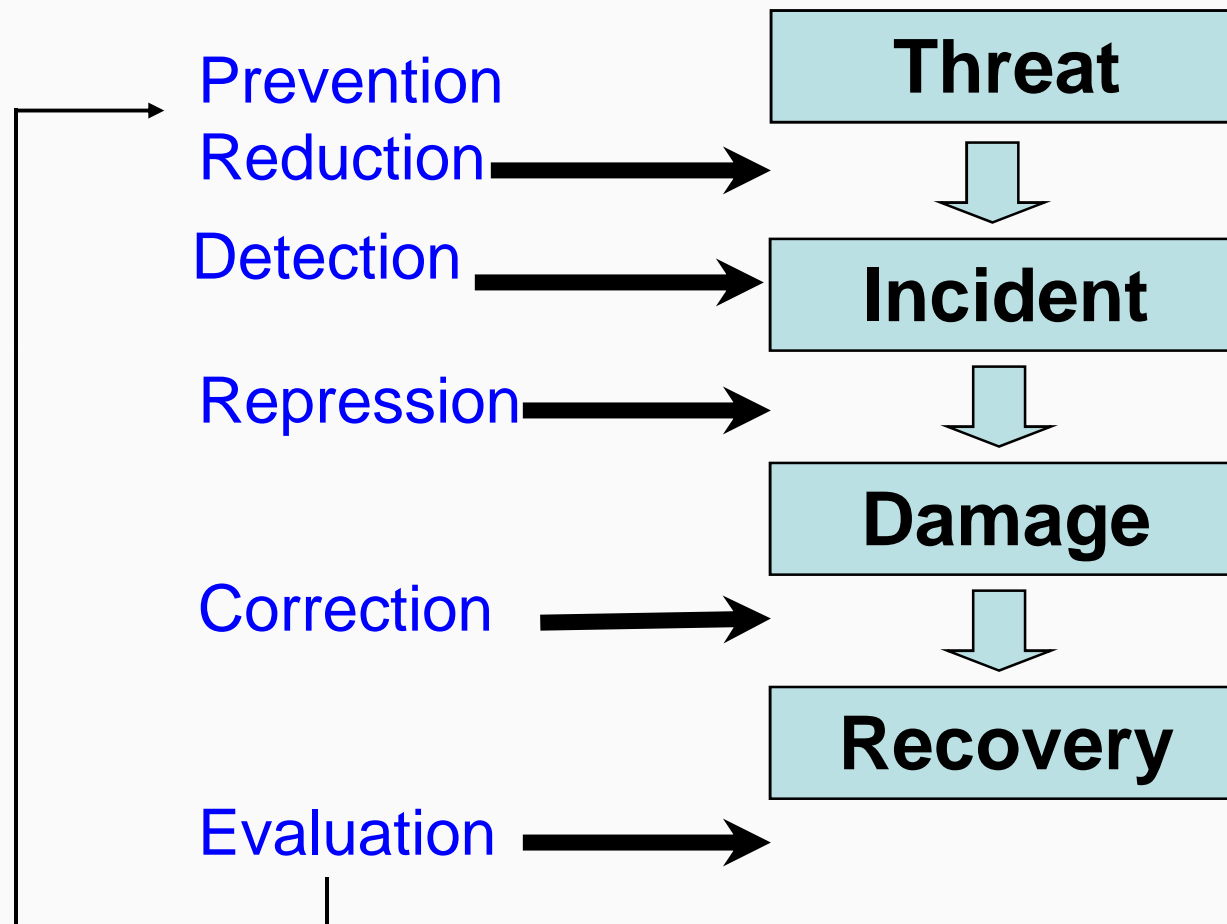 Threat
Prevention
Reduction
Detection
Incident
Repression
Damage
Correction
Recovery
Evaluation